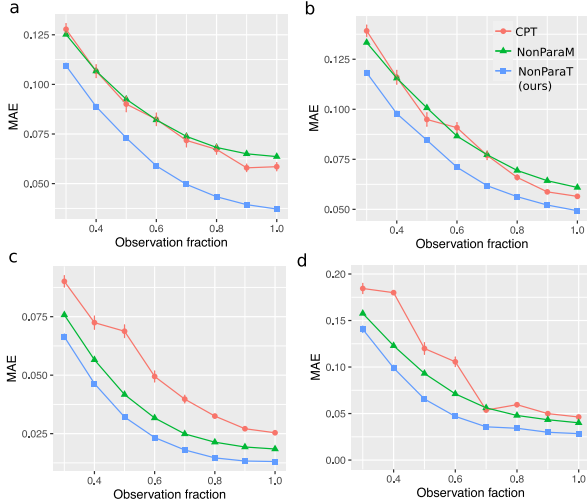 a
0.125
0.100
0.075
0.050
MAE
0.4
0.6
0.8
1.0
Observation fraction
b
CPT
NonParaM
NonParaT
(ours)
0.125
0.100
0.075
0.050
MAE
0.4
0.6
0.8
1.0
Observation fraction
c
0.075
0.050
0.025
MAE
0.4
0.6
0.8
1.0
Observation fraction
d
0.20
0.15
0.10
0.05
0.00
MAE
0.4
0.6
0.8
1.0
Observation faction